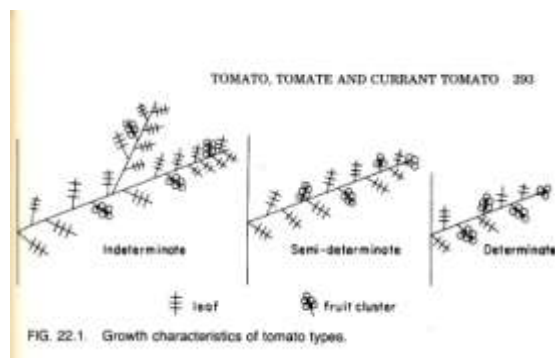 TOMATO, TOMATE AND CURRANT TOMATO 393
Indeterminate
Semi-determinate
Determinate
leaf
fruit cluster
FIG. 22.1. Growth characteristics of tomato types.